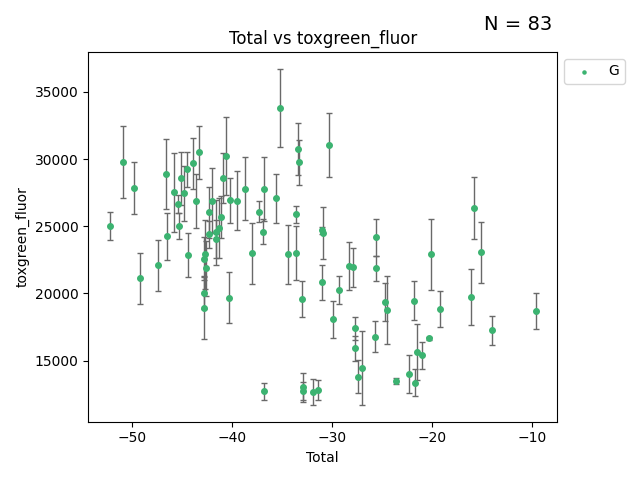 N = 83
Total vs toxgreen_fluor
G
35000
30000
25000
20000
15000
toxgreen_fluor
−50
−40
−30
−20
−10
Total